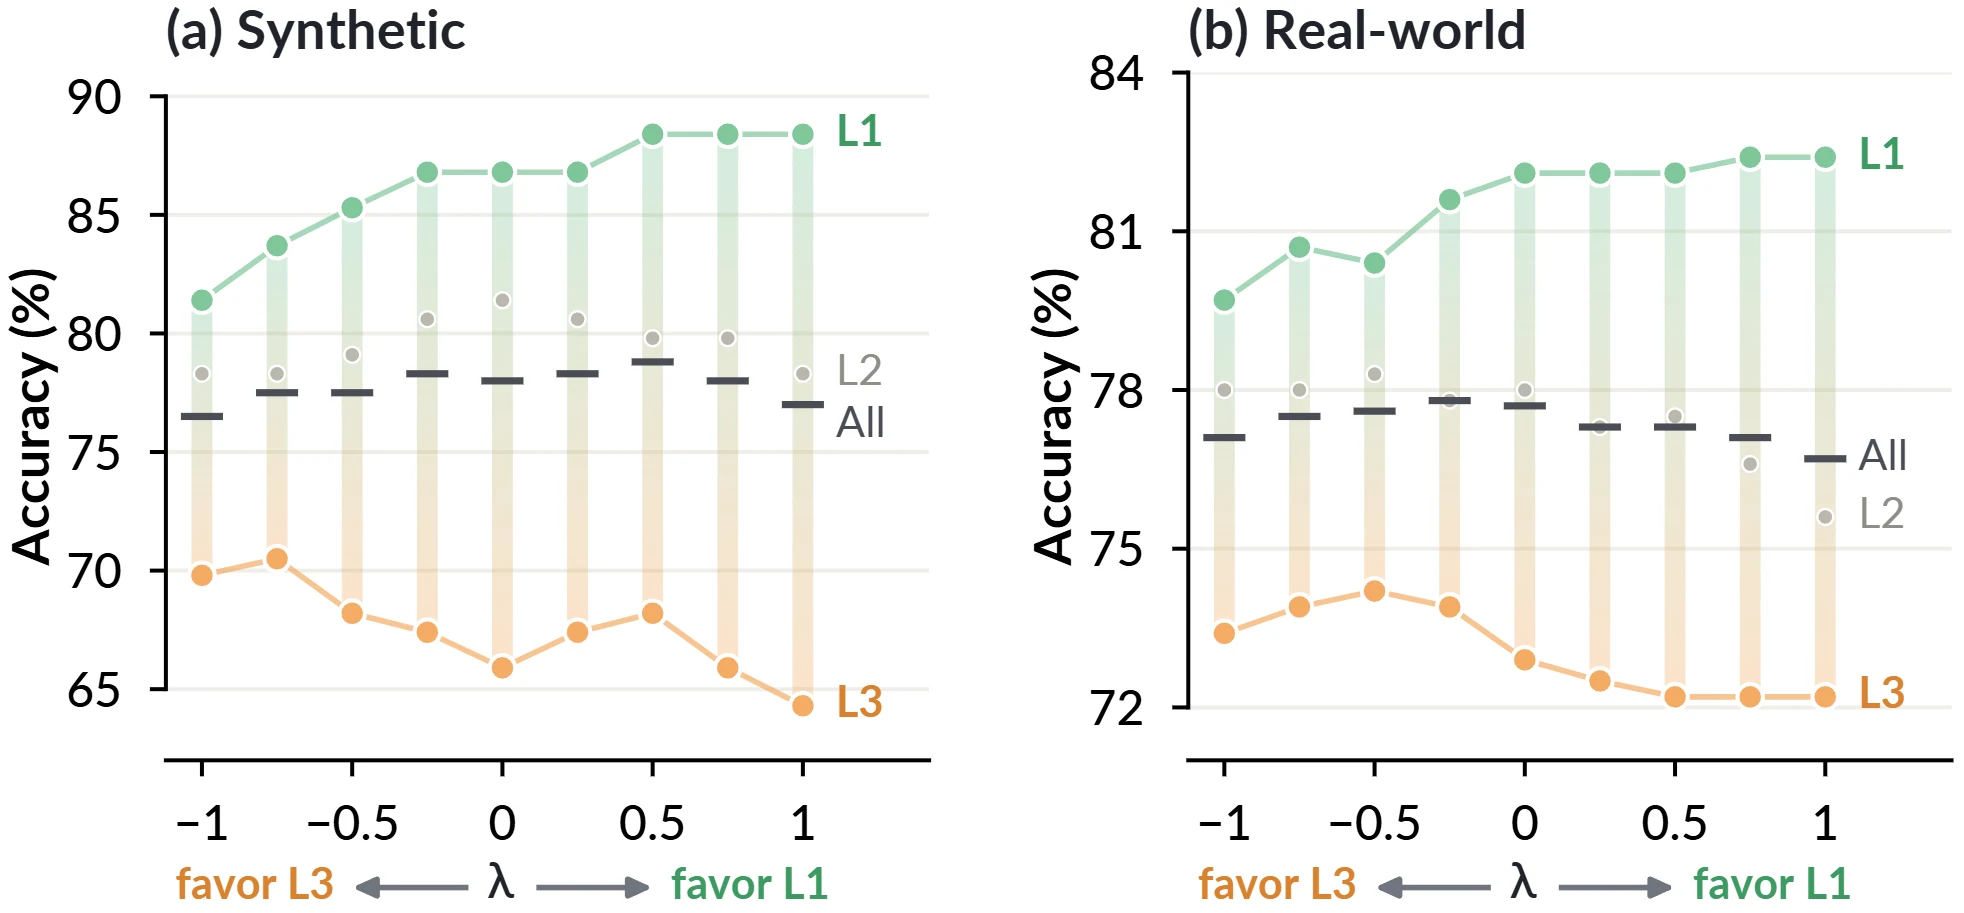 (a) Synthetic
Accuracy (%)
90
85
80
75
70
65
L1
L2
All
L3
−1
−0.5
0
0.5
1
favor L3
λ
favor L1
(b) Real-world
Accuracy (%)
84
81
78
75
72
L1
All
L2
L3
−1
−0.5
0
0.5
1
favor L3
λ
favor L1